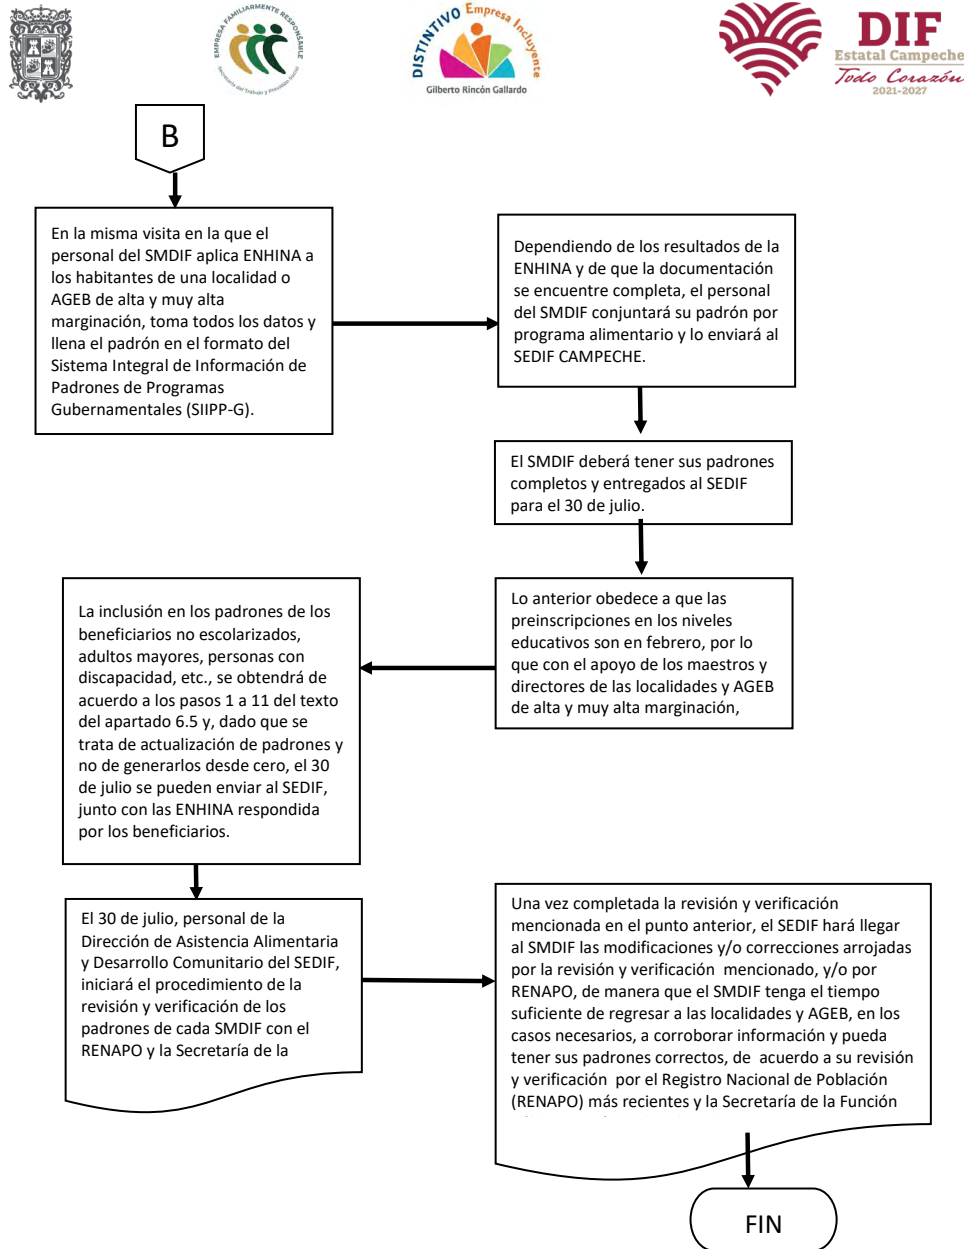 EMPRESA FAMILIARMENTE RESPONSABLE
Secretaría del Trabajo y Previsión Social
DISTINTIVO Empresa Incluyente
Gilberto Rincón Gallardo
DIF
Estatal Campeche
Todo Corazón
2021-2027
B
En la misma visita en la que el
personal del SMDIF aplica ENHINA a
los habitantes de una localidad o
AGEB de alta y muy alta
marginación, toma todos los datos y
llena el padrón en el formato del
Sistema Integral de Información de
Padrones de Programas
Gubernamentales (SIIPP-G).
Dependiendo de los resultados de la
ENHINA y de que la documentación
se encuentre completa, el personal
del SMDIF conjuntará su padrón por
programa alimentario y lo enviará al
SEDIF CAMPECHE.
El SMDIF deberá tener sus padrones
completos y entregados al SEDIF
para el 30 de julio.
Lo anterior obedece a que las
preinscripciones en los niveles
educativos son en febrero, por lo
que con el apoyo de los maestros y
directores de las localidades y AGEB
de alta y muy alta marginación,
La inclusión en los padrones de los
beneficiarios no escolarizados,
adultos mayores, personas con
discapacidad, etc., se obtendrá de
acuerdo a los pasos 1 a 11 del texto
del apartado 6.5 y, dado que se
trata de actualización de padrones y
no de generarlos desde cero, el 30
de julio se pueden enviar al SEDIF,
junto con las ENHINA respondida
por los beneficiarios.
El 30 de julio, personal de la
Dirección de Asistencia Alimentaria
y Desarrollo Comunitario del SEDIF,
iniciará el procedimiento de la
revisión y verificación de los
padrones de cada SMDIF con el
RENAPO y la Secretaría de la
Una vez completada la revisión y verificación
mencionada en el punto anterior, el SEDIF hará llegar
al SMDIF las modificaciones y/o correcciones arrojadas
por la revisión y verificación  mencionado, y/o por
RENAPO, de manera que el SMDIF tenga el tiempo
suficiente de regresar a las localidades y AGEB, en los
casos necesarios, a corroborar información y pueda
tener sus padrones correctos, de  acuerdo a su revisión
y verificación  por el Registro Nacional de Población
(RENAPO) más recientes y la Secretaría de la Función
FIN